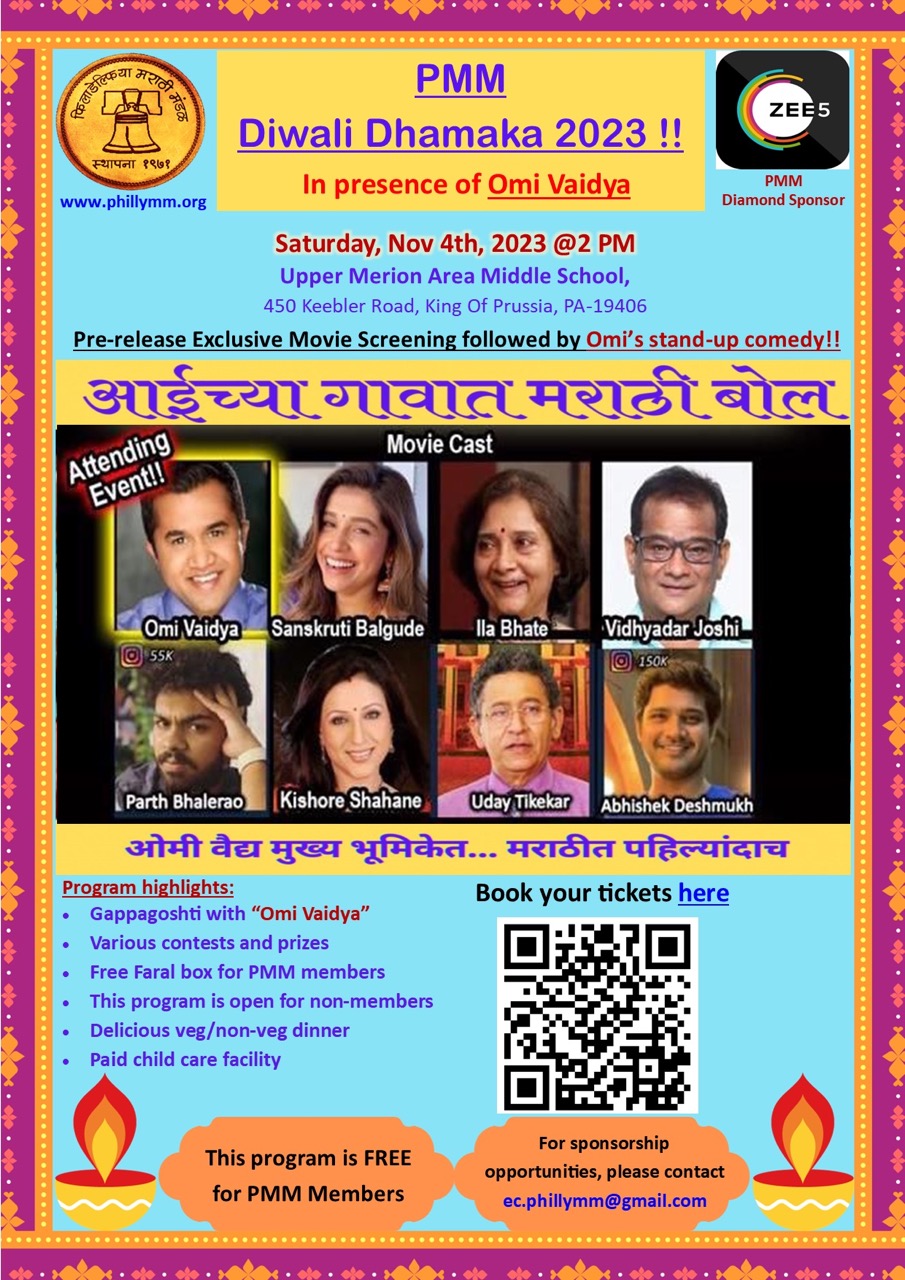 फिलाडेल्फिया मराठी मंडळ
स्थापना १९७१
www.phillymm.org
PMM
Diwali Dhamaka 2023 !!
In presence of Omi Vaidya
ZEE5
PMM
Diamond Sponsor
Saturday, Nov 4th, 2023 @2 PM
Upper Merion Area Middle School,
450 Keebler Road, King Of Prussia, PA-19406
Pre-release Exclusive Movie Screening followed by Omi’s stand-up comedy!!
आईच्या गावात मराठी बोल
Attending
Event!!
Movie Cast
Omi Vaidya
Sanskruti Balgude
Ila Bhate
Vidhyadar Joshi
55K
150K
Parth Bhalerao
Kishore Shahane
Uday Tikekar
Abhishek Deshmukh
ओमी वैद्य मुख्य भूमिकेत... मराठीत पहिल्यांदाच
Program highlights:
• Gappagoshti with “Omi Vaidya”
• Various contests and prizes
• Free Faral box for PMM members
• This program is open for non-members
• Delicious veg/non-veg dinner
• Paid child care facility
Book your tickets here
This program is FREE
for PMM Members
For sponsorship
opportunities, please contact
ec.phillymm@gmail.com